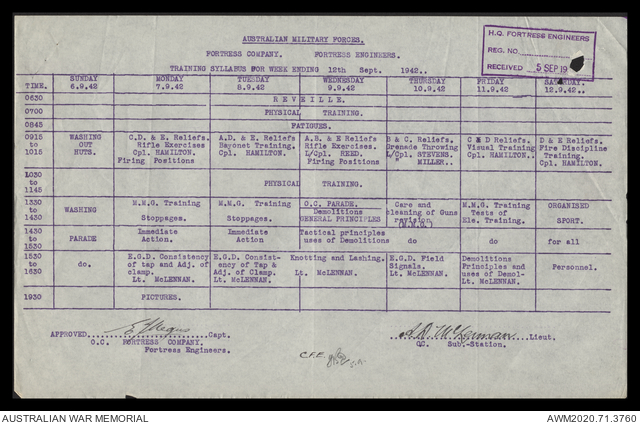 AUSTRALIAN MILITARY FORCES.
FORTRESS COMPANY. FORTRESS ENGINEERS.
TRAINING SYLLABUS FOR WEEK ENDING 12th Sept. 1942..
H.Q. FORTRESS ENGINEERS
REG. NO.
RECEIVED 5 SEP 19
TIME. SUNDAY MONDAY TUESDAY WEDNESDAY THURSDAY FRIDAY SATURDAY.
6.9.42 7.9.42 8.9.42 9.9.42 10.9.42 11.9.42 12.9.42..
0630 REVEILLE.
0700 PHYSICAL TRAINING.
0845 FATIGUES.
0915 to 1015
WASHING OUT HUTS.
C.D. & E. Reliefs.
Rifle Exercises
Cpl. HAMILTON.
Firing Positions
A.D. & E. Reliefs
Bayonet Training.
Cpl. HAMILTON.
A.B. & E Reliefs
Rifle Exercises
L/Cpl. REED.
Firing Positions
B & C. Reliefs.
Grenade Throwing
L/Cpl. STEVENS.
MILLER..
C & D Reliefs.
Visual Training
Cpl. HAMILTON..
D & E Reliefs.
Fire Discipline
Training.
Cpl. HAMILTON.
1030 to 1145 PHYSICAL TRAINING.
1330 to 1430
WASHING
M.M.G. Training
Stoppages.
M.M.G. Training
Stoppages.
O.C. PARADE.
Demolitions
GENERAL PRINCIPLES
Care and
cleaning of Guns
(M.M.G.)
M.M.G. Training
Tests of
Ele. Training.
ORGANISED
SPORT.
1430 to 1530
PARADE
Immediate
Action.
Immediate
Action.
Tactical principles
uses of Demolitions
do
do
for all
1530 to 1630
do.
E.G.D. Consistency
of tap and Adj. of
clamp.
Lt. McLENNAN.
E.G.D. Consist-
ency of Tap &
Adj. of Clamp.
Lt. McLENNAN.
Knotting and Lashing.
Lt. McLENNAN.
E.G.D. Field
Signals.
Lt. McLENNAN.
Demolitions
Principles and
uses of Demol-
Lt. McLENNAN.
Personnel.
1930 PICTURES.
APPROVED. Capt.
O.C. FORTRESS COMPANY.
Fortress Engineers.
Lieut.
OC. Sub.-Station.
C.F.E.
AUSTRALIAN WAR MEMORIAL
AWM2020.71.3760